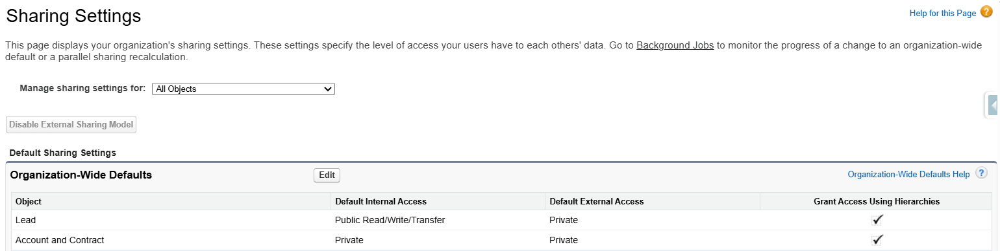 Sharing Settings
Help for this Page ?
This page displays your organization's sharing settings. These settings specify the level of access your users have to each others' data. Go to Background Jobs to monitor the progress of a change to an organization-wide
default or a parallel sharing recalculation.
Manage sharing settings for: All Objects
Disable External Sharing Model
Default Sharing Settings
Organization-Wide Defaults Edit Organization-Wide Defaults Help ?
Object Default Internal Access Default External Access Grant Access Using Hierarchies
Lead Public Read/Write/Transfer Private ✓
Account and Contract Private Private ✓